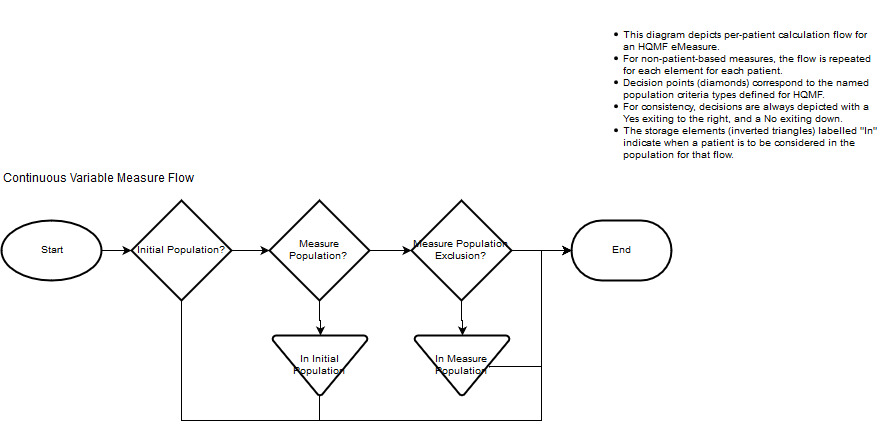 • This diagram depicts per-patient calculation flow for
an HQMF eMeasure.
• For non-patient-based measures, the flow is repeated
for each element for each patient.
• Decision points (diamonds) correspond to the named
population criteria types defined for HQMF.
• For consistency, decisions are always depicted with a
Yes exiting to the right, and a No exiting down.
• The storage elements (inverted triangles) labelled "In"
indicate when a patient is to be considered in the
population for that flow.
Continuous Variable Measure Flow
Start
Initial Population?
Measure
Population?
Measure Population
Exclusion?
End
In Initial
Population
In Measure
Population